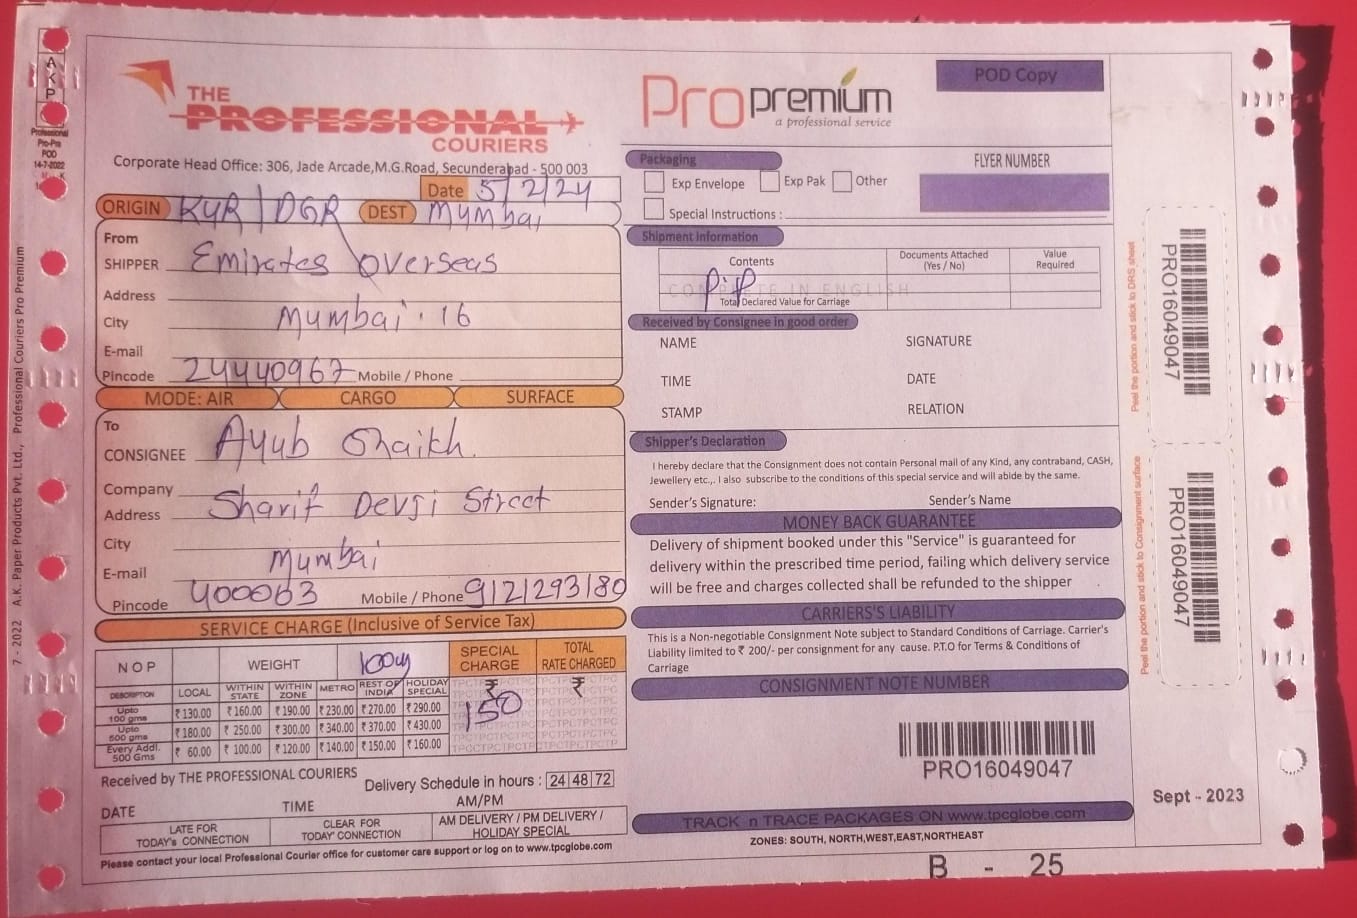 A K P
Professional
Pro-Pre
POD
14-7-2022
7 - 2022 A.K. Paper Products Pvt. Ltd., Professional Couriers Pro Premium
THE
PROFESSIONAL
COURIERS
Corporate Head Office: 306, Jade Arcade,M.G.Road, Secunderabad - 500 003
Date 5/2/24
ORIGIN KYR/DGR DEST Mumbai
From
SHIPPER Emirates Overseas
Address
City Mumbai.16
E-mail
Pincode 24440967 Mobile / Phone
MODE: AIR CARGO SURFACE
To
CONSIGNEE Ayub Shaikh.
Company
Address Sharif Devji Street
City Mumbai
E-mail
Pincode 400063 Mobile / Phone 9121293180
SERVICE CHARGE (Inclusive of Service Tax)
N O P WEIGHT SPECIAL CHARGE TOTAL RATE CHARGED
DESCRIPTION LOCAL WITHIN STATE WITHIN ZONE METRO REST OF INDIA HOLIDAY SPECIAL ₹ ₹
Upto 100 gms ₹ 130.00 ₹ 160.00 ₹ 190.00 ₹ 230.00 ₹ 270.00 ₹ 290.00 150
Upto 500 gms ₹ 180.00 ₹ 250.00 ₹ 300.00 ₹ 340.00 ₹ 370.00 ₹ 430.00
Every Addl. 500 Gms ₹ 60.00 ₹ 100.00 ₹ 120.00 ₹ 140.00 ₹ 150.00 ₹ 160.00
Received by THE PROFESSIONAL COURIERS Delivery Schedule in hours : 24 48 72
DATE TIME AM/PM
LATE FOR TODAY's CONNECTION CLEAR FOR TODAY' CONNECTION AM DELIVERY / PM DELIVERY / HOLIDAY SPECIAL
Please contact your local Professional Courier office for customer care support or log on to www.tpcglobe.com
Pro premium
a professional service
POD Copy
Packaging
Exp Envelope Exp Pak Other
Special Instructions :
FLYER NUMBER
Shipment Information
Contents Documents Attached (Yes / No) Value Required
PiP
COMPLETE IN ENGLISH
Total Declared Value for Carriage
Received by Consignee in good order
NAME SIGNATURE
TIME DATE
STAMP RELATION
Shipper's Declaration
I hereby declare that the Consignment does not contain Personal mail of any Kind, any contraband, CASH,
Jewellery etc.,. I also subscribe to the conditions of this special service and will abide by the same.
Sender's Signature: Sender's Name
MONEY BACK GUARANTEE
Delivery of shipment booked under this "Service" is guaranteed for
delivery within the prescribed time period, failing which delivery service
will be free and charges collected shall be refunded to the shipper
CARRIERS'S LIABILITY
This is a Non-negotiable Consignment Note subject to Standard Conditions of Carriage. Carrier's
Liability limited to ₹ 200/- per consignment for any cause. P.T.O for Terms & Conditions of
Carriage
CONSIGNMENT NOTE NUMBER
PRO16049047
TRACK n TRACE PACKAGES ON www.tpcglobe.com
ZONES: SOUTH, NORTH,WEST,EAST,NORTHEAST
B - 25
Sept - 2023
Peel the portion and stick to DRS sheet
PRO16049047
Peel the portion and stick to Consignment surface
PRO16049047